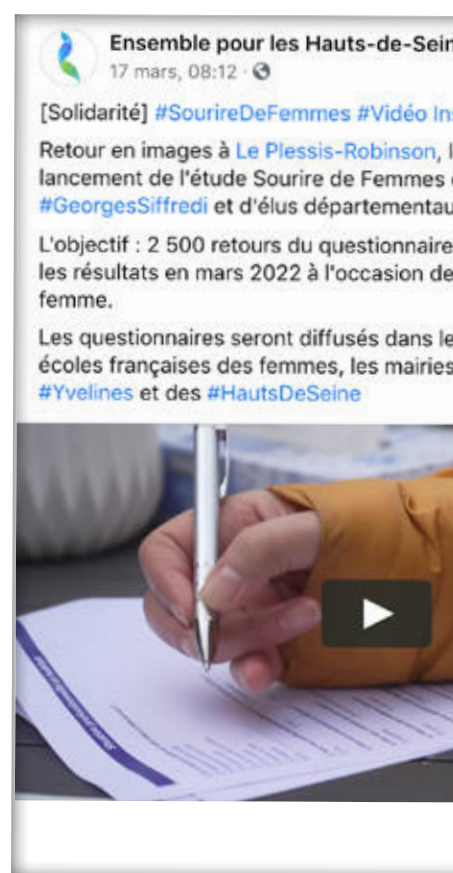 Ensemble pour les Hauts-de-Sein
17 mars, 08:12
[Solidarité] #SourireDeFemmes #Vidéo Ins
Retour en images à Le Plessis-Robinson, l
lancement de l'étude Sourire de Femmes
#GeorgesSiffredi et d'élus départementau
L'objectif : 2 500 retours du questionnaire
les résultats en mars 2022 à l'occasion de
femme.
Les questionnaires seront diffusés dans le
écoles françaises des femmes, les mairies
#Yvelines et des #HautsDeSeine